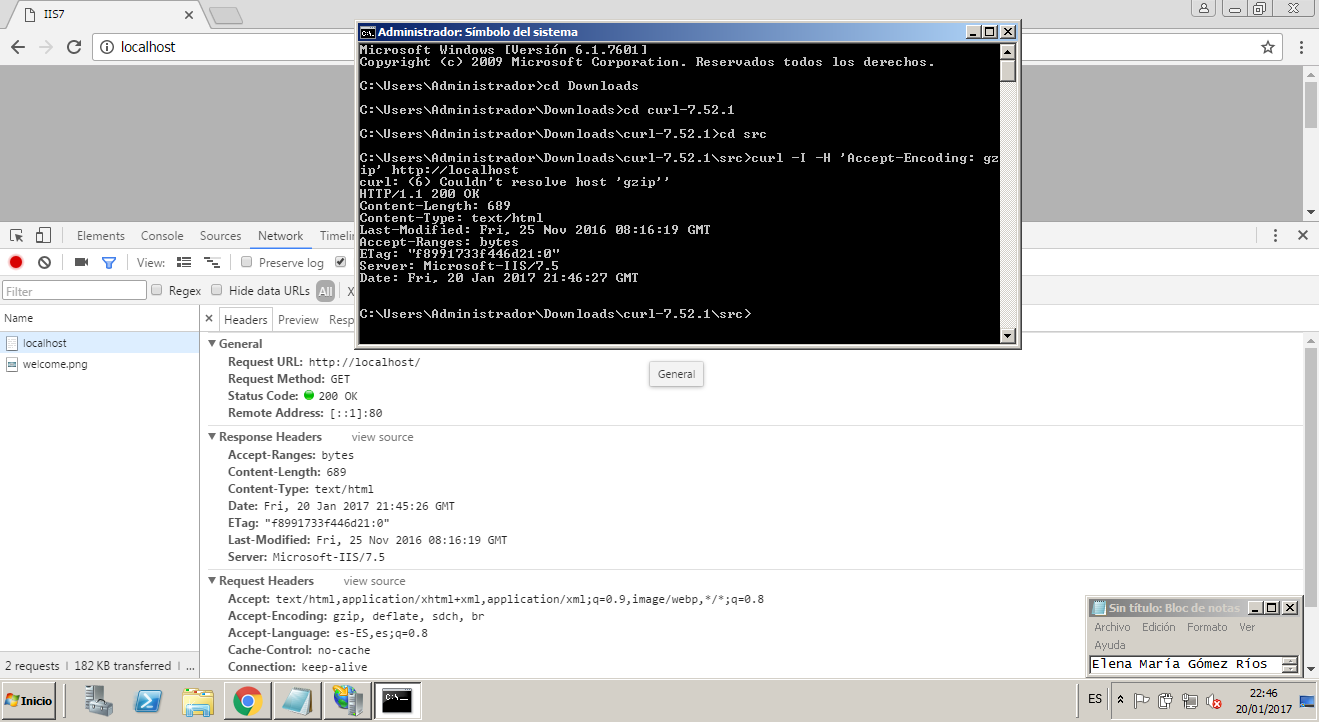 IIS7
localhost
Administrador: Símbolo del sistema
Microsoft Windows [Versión 6.1.7601]
Copyright (c) 2009 Microsoft Corporation. Reservados todos los derechos.
C:\Users\Administrador>cd Downloads
C:\Users\Administrador\Downloads>cd curl-7.52.1
C:\Users\Administrador\Downloads\curl-7.52.1>cd src
C:\Users\Administrador\Downloads\curl-7.52.1\src>curl -I -H 'Accept-Encoding: gz
ip' http://localhost
curl: (6) Couldn't resolve host 'gzip''
HTTP/1.1 200 OK
Content-Length: 689
Content-Type: text/html
Last-Modified: Fri, 25 Nov 2016 08:16:19 GMT
Accept-Ranges: bytes
ETag: "f8991733f446d21:0"
Server: Microsoft-IIS/7.5
Date: Fri, 20 Jan 2017 21:46:27 GMT
C:\Users\Administrador\Downloads\curl-7.52.1\src>
Elements Console Sources Network Timeli
View: Preserve log
Filter Regex Hide data URLs All X
Name × Headers Preview Resp
localhost
welcome.png
General
Request URL: http://localhost/
Request Method: GET
Status Code: 200 OK
Remote Address: [::1]:80
General
Response Headers view source
Accept-Ranges: bytes
Content-Length: 689
Content-Type: text/html
Date: Fri, 20 Jan 2017 21:45:26 GMT
ETag: "f8991733f446d21:0"
Last-Modified: Fri, 25 Nov 2016 08:16:19 GMT
Server: Microsoft-IIS/7.5
Request Headers view source
Accept: text/html,application/xhtml+xml,application/xml;q=0.9,image/webp,*/*;q=0.8
Accept-Encoding: gzip, deflate, sdch, br
Accept-Language: es-ES,es;q=0.8
Cache-Control: no-cache
Connection: keep-alive
2 requests | 182 KB transferred | ...
Sin título: Bloc de notas
Archivo Edición Formato Ver
Ayuda
Elena María Gómez Ríos
Inicio
C:\.
ES
22:46
20/01/2017